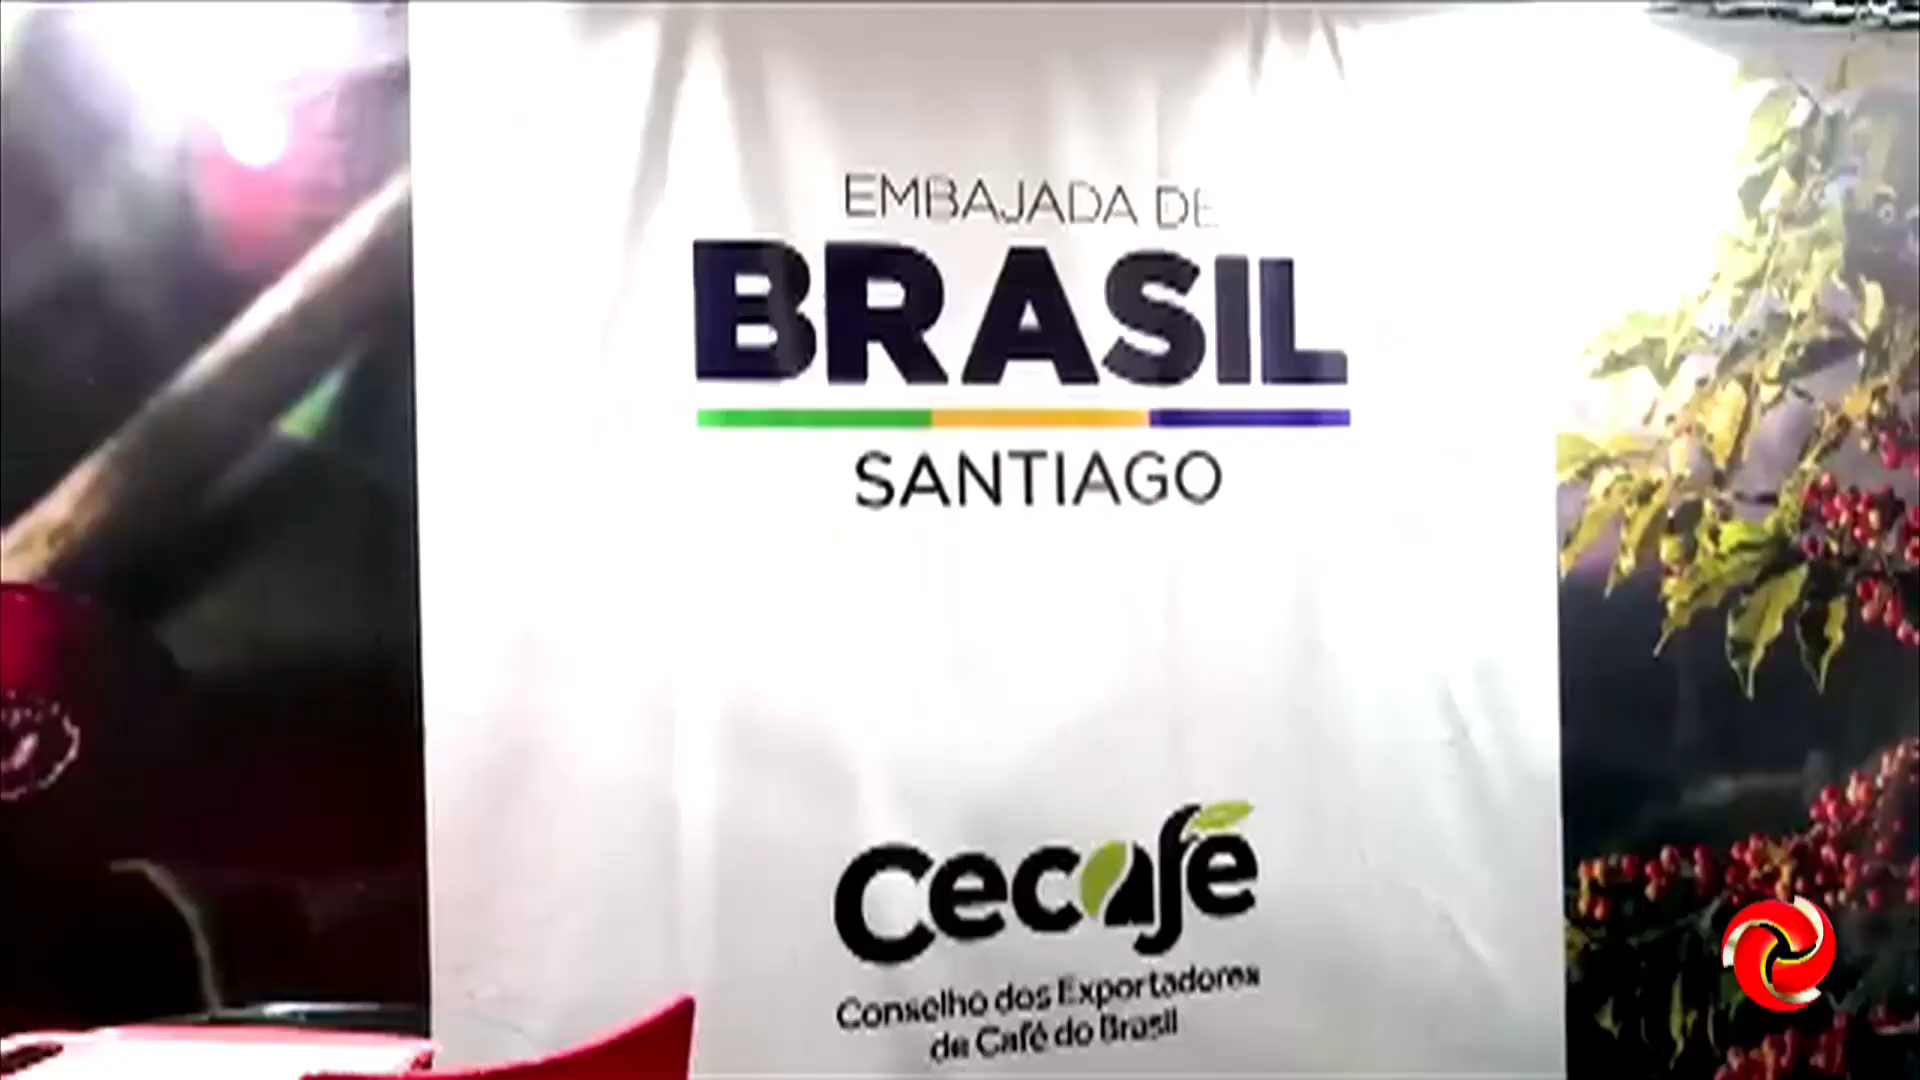 EMBAJADA DE
BRASIL
SANTIAGO
Cecafé
Conselho dos Exportadores
de Café do Brasil